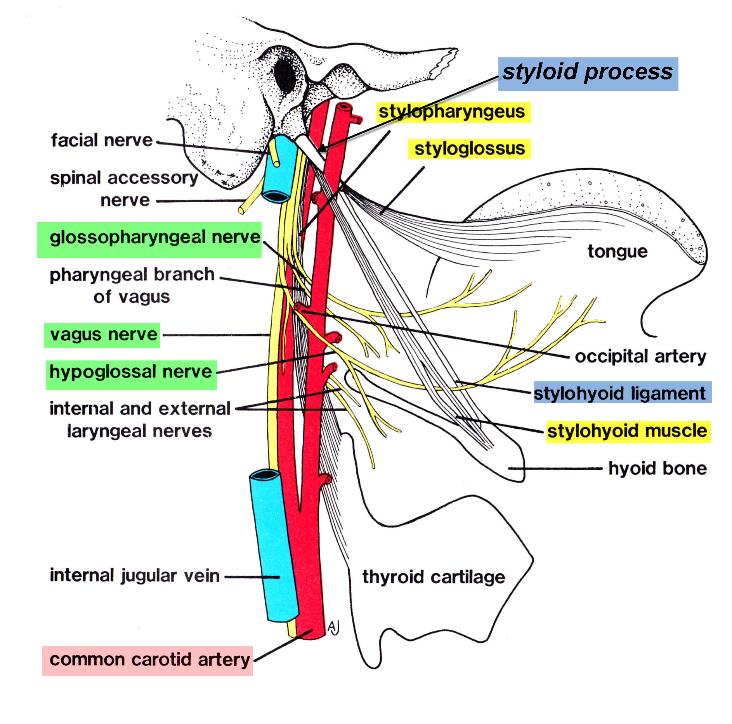 styloid process
stylopharyngeus
facial nerve
styloglossus
spinal accessory
nerve
glossopharyngeal nerve
tongue
pharyngeal branch
of vagus
vagus nerve
occipital artery
hypoglossal nerve
stylohyoid ligament
internal and external
laryngeal nerves
stylohyoid muscle
hyoid bone
internal jugular vein
thyroid cartilage
AJ
common carotid artery